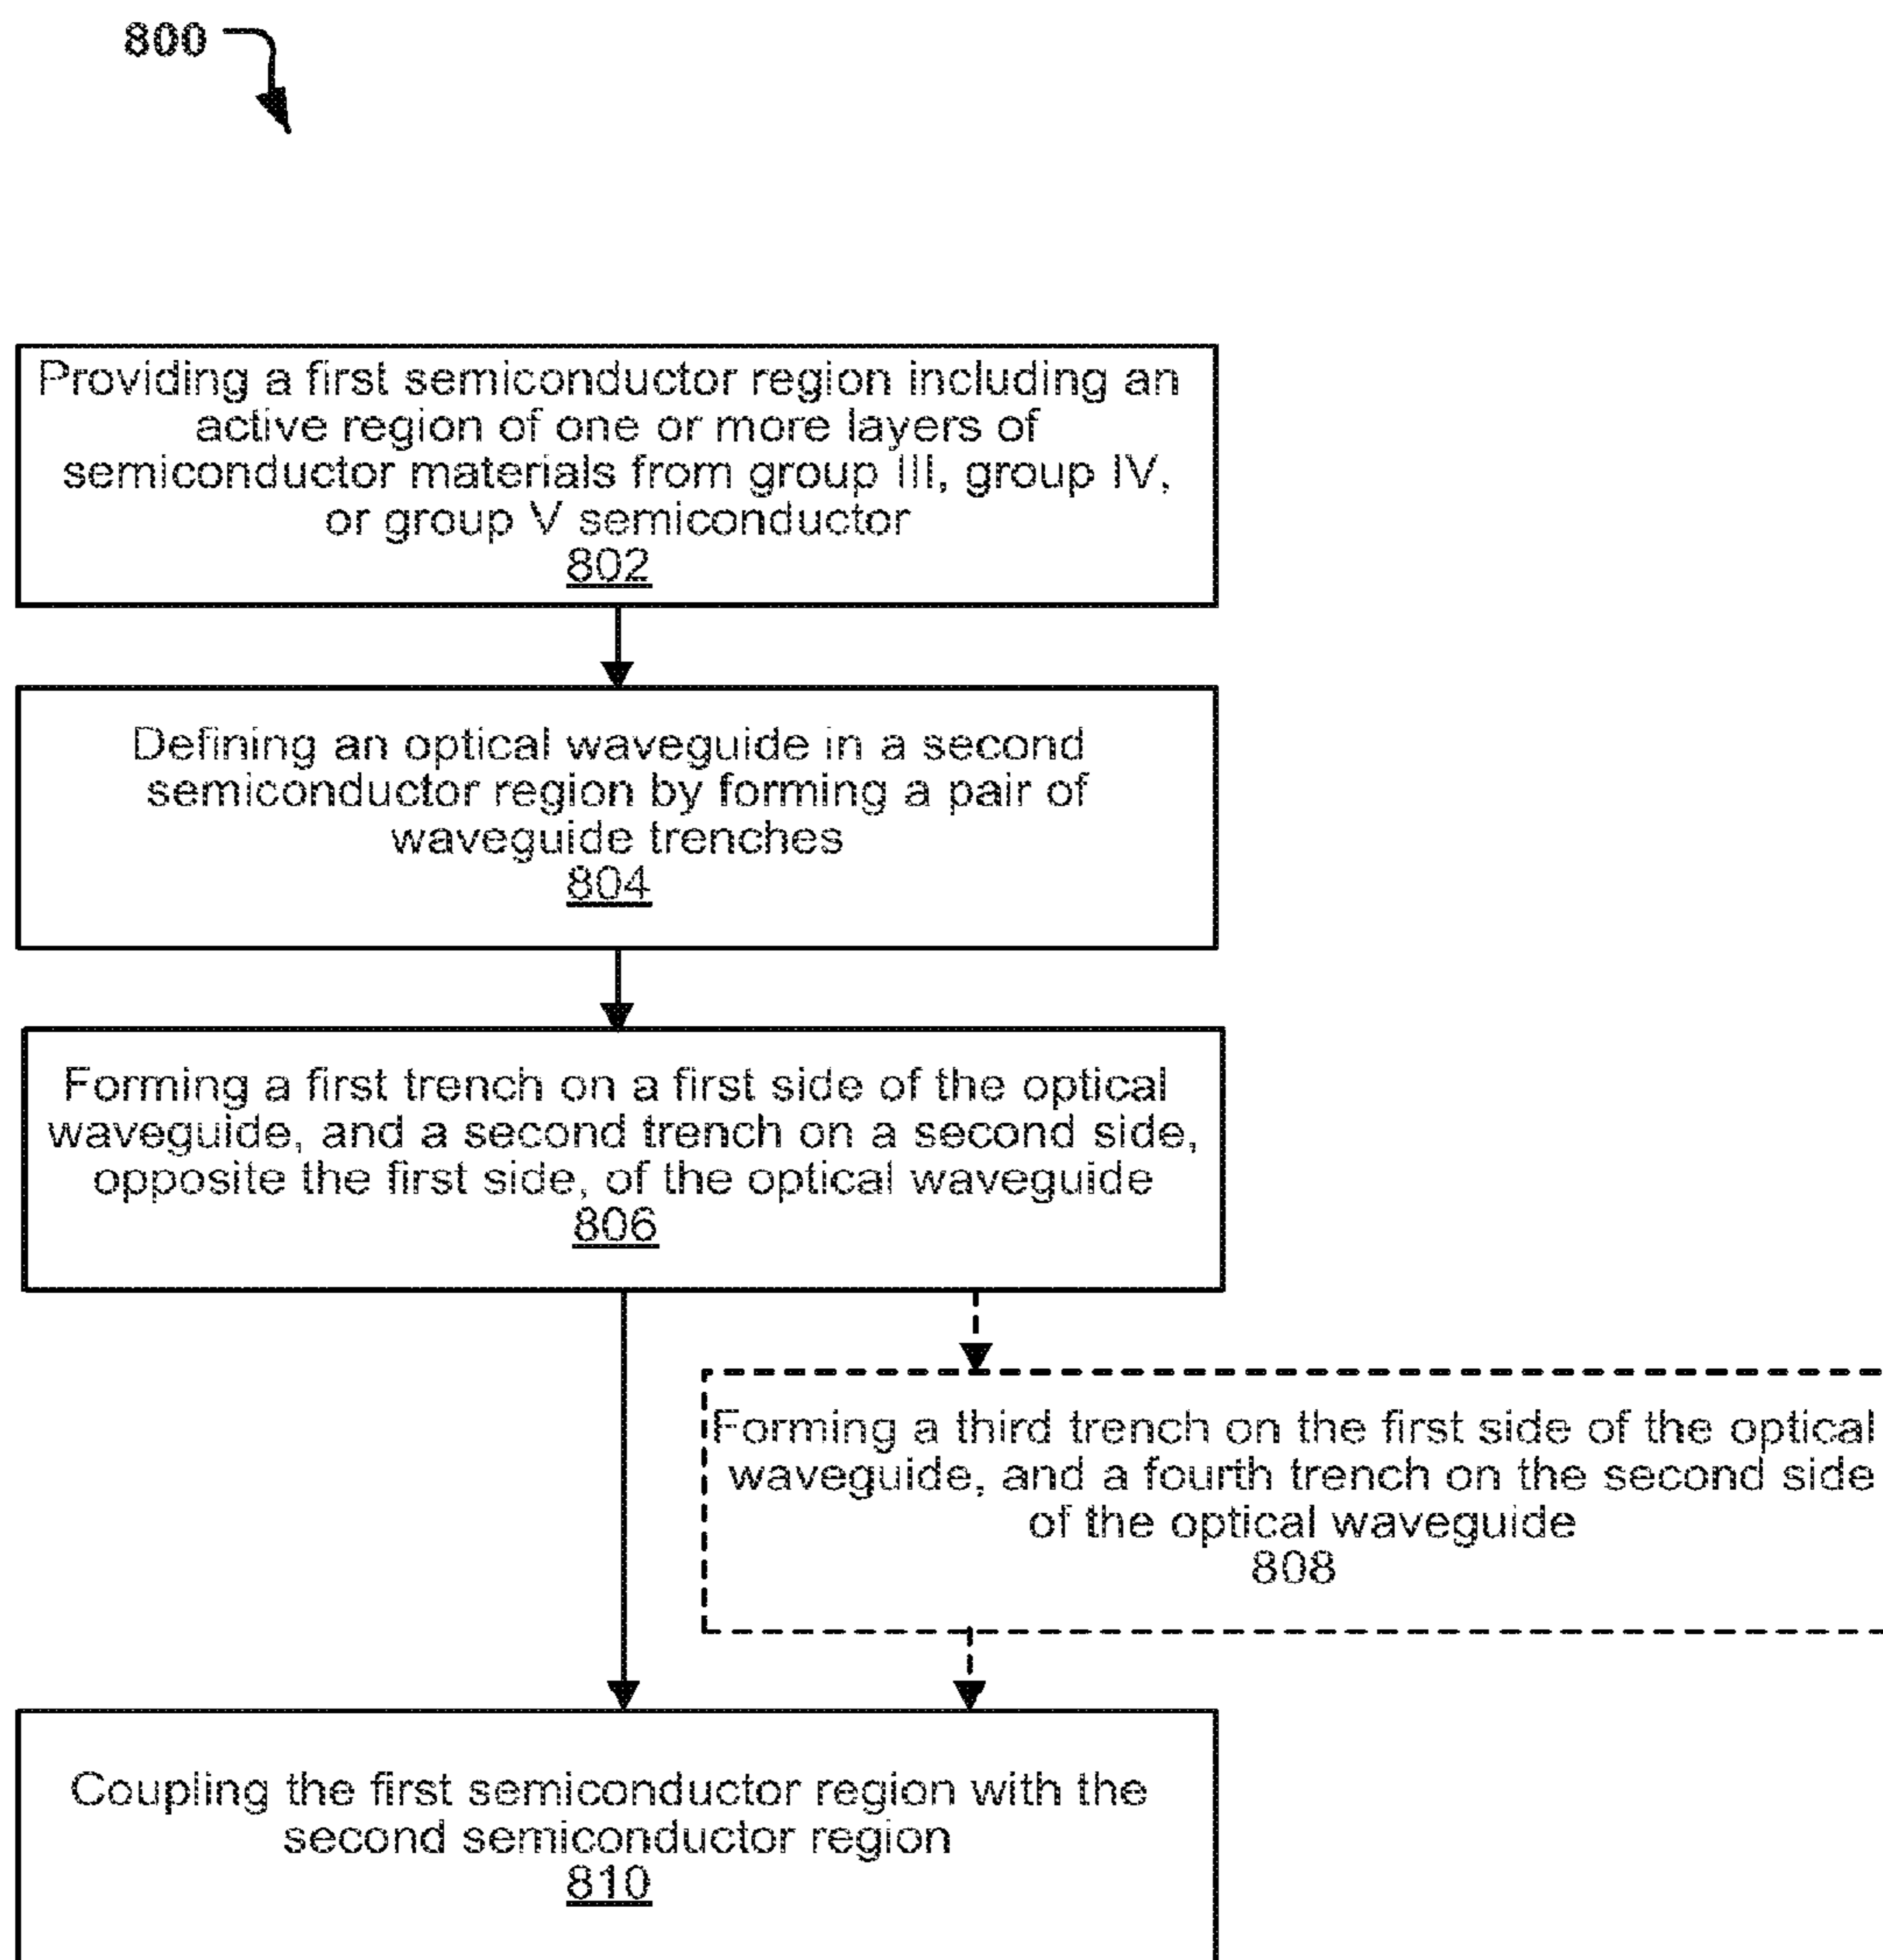 800
Providing a first semiconductor region including an
active region of one or more layers of
semiconductor materials from group III, group IV,
or group V semiconductor
802
Defining an optical waveguide in a second
semiconductor region by forming a pair of
waveguide trenches
804
Forming a first trench on a first side of the optical
waveguide, and a second trench on a second side,
opposite the first side, of the optical waveguide
806
Forming a third trench on the first side of the optical
waveguide, and a fourth trench on the second side
of the optical waveguide
808
Coupling the first semiconductor region with the
second semiconductor region
810